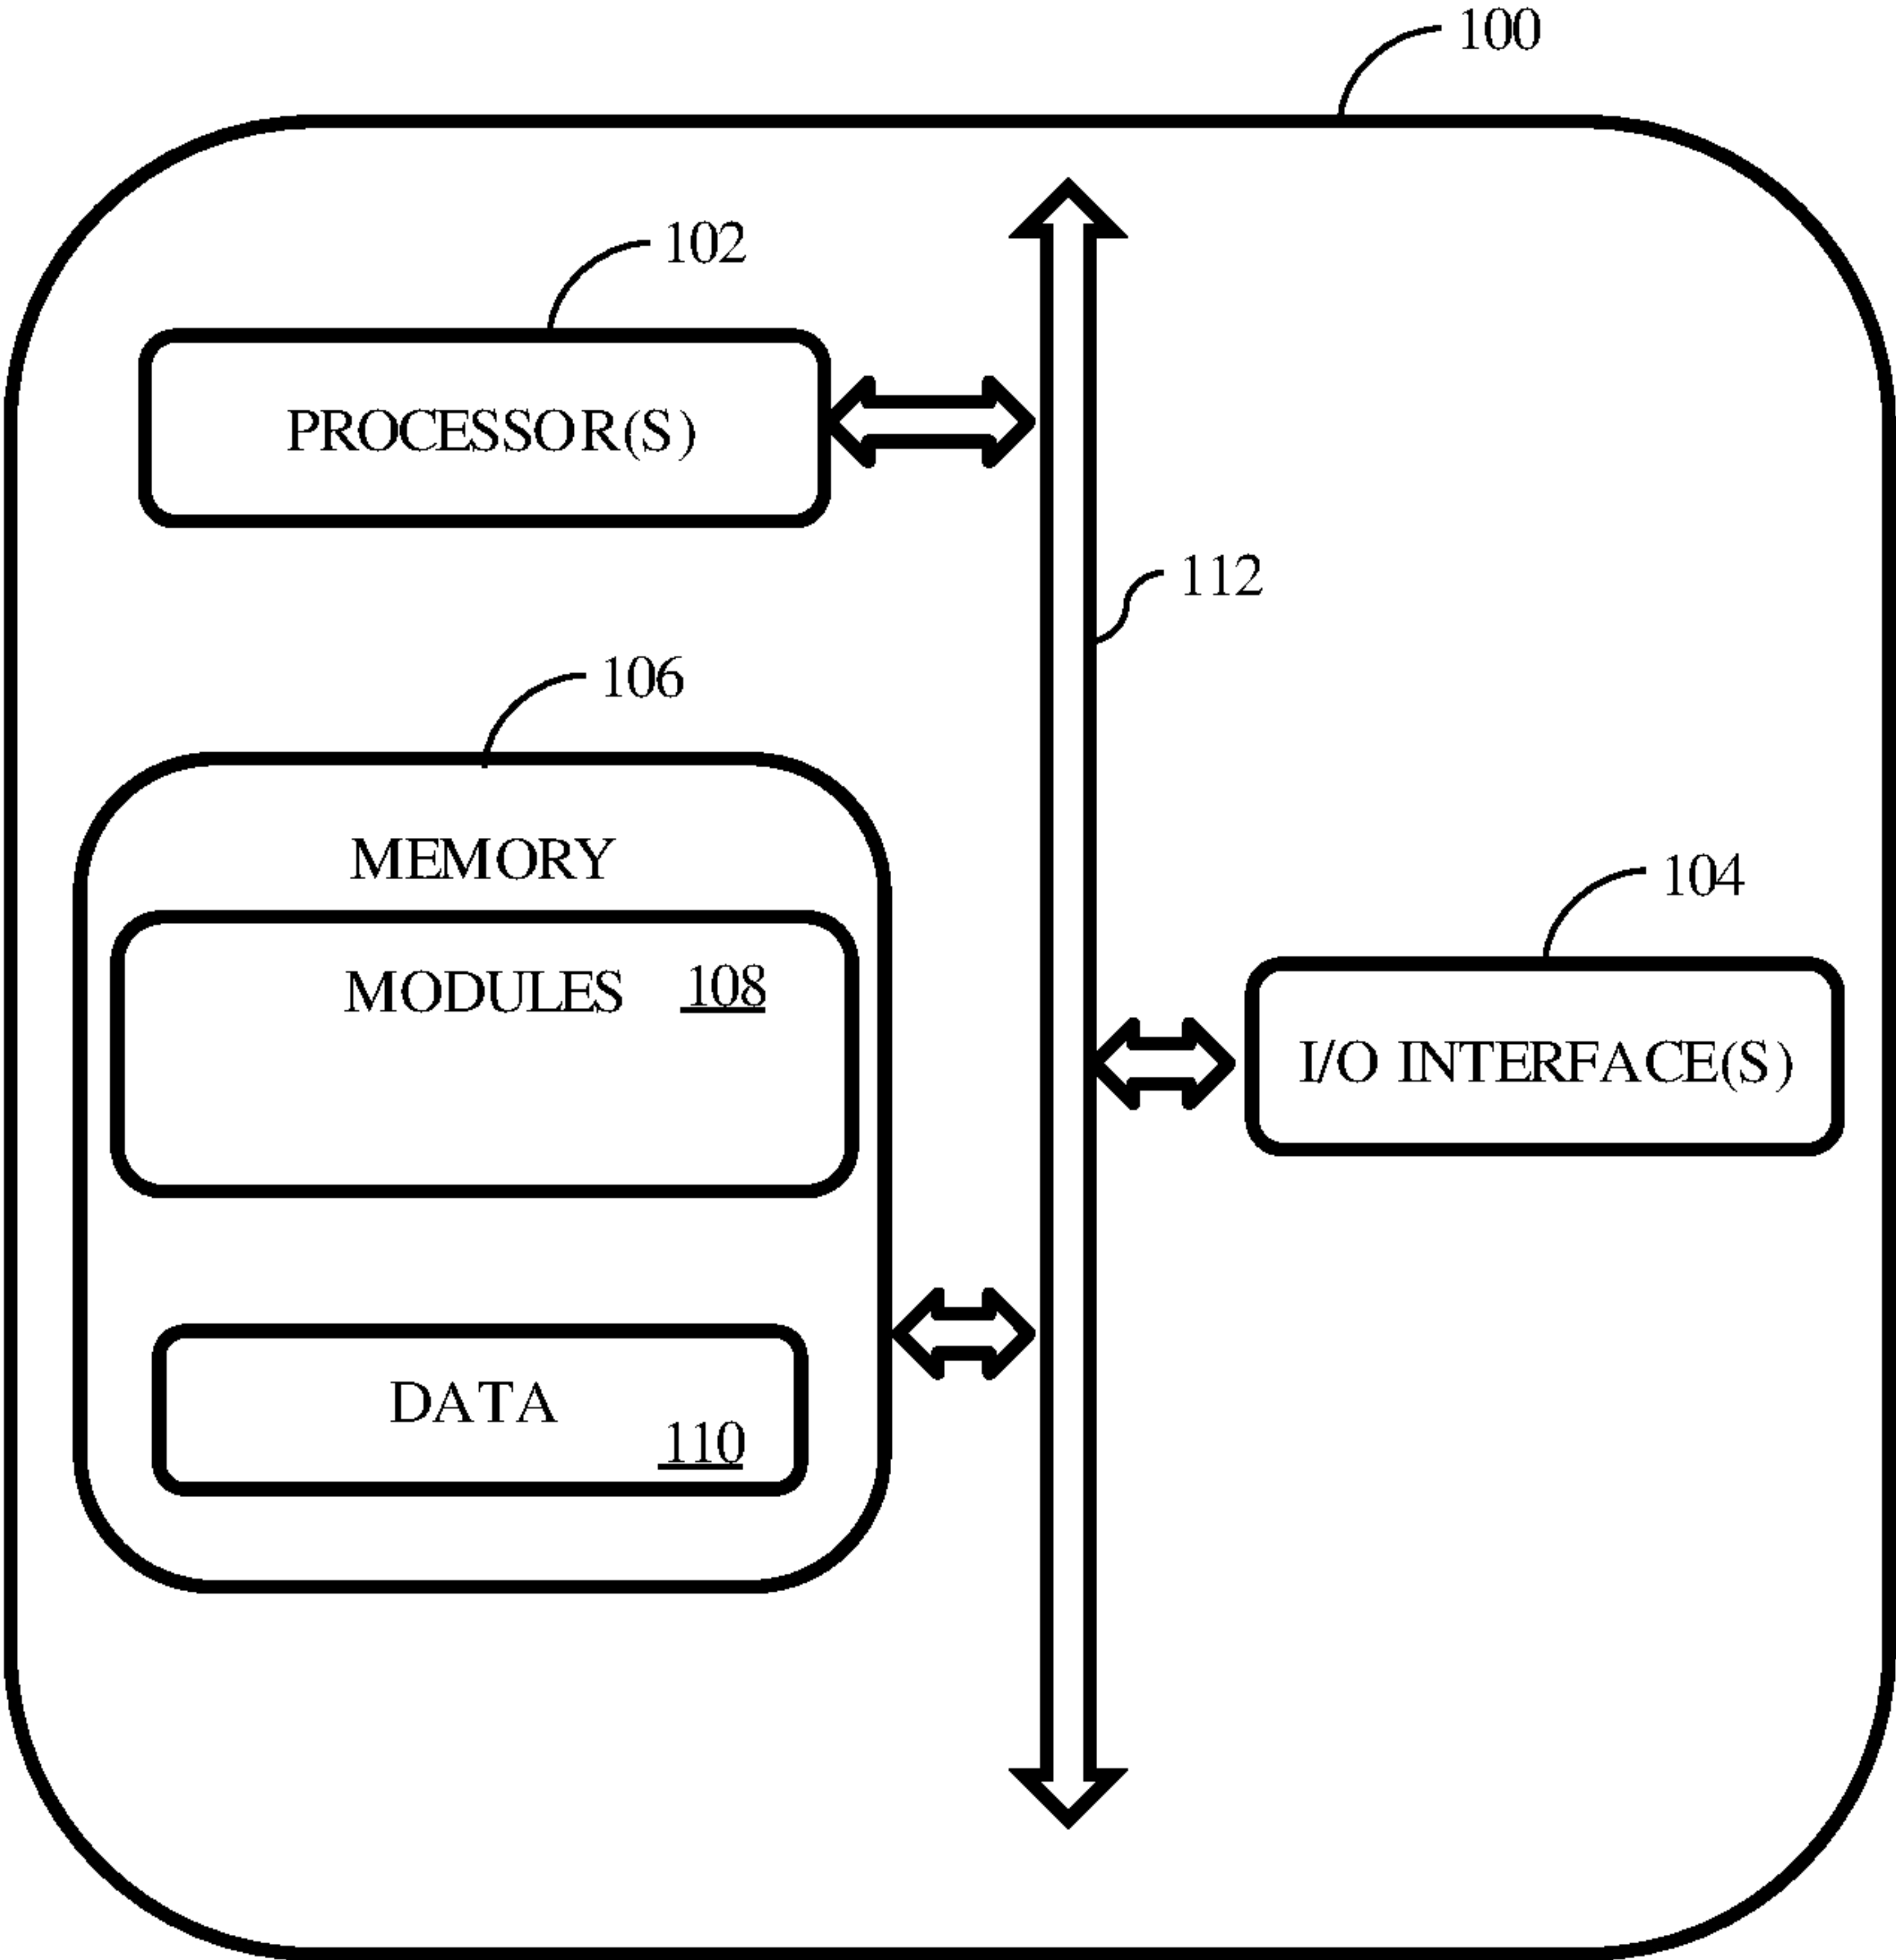 100
102
PROCESSOR(S)
112
106
MEMORY
104
MODULES 108
I/O INTERFACE(S)
DATA
110